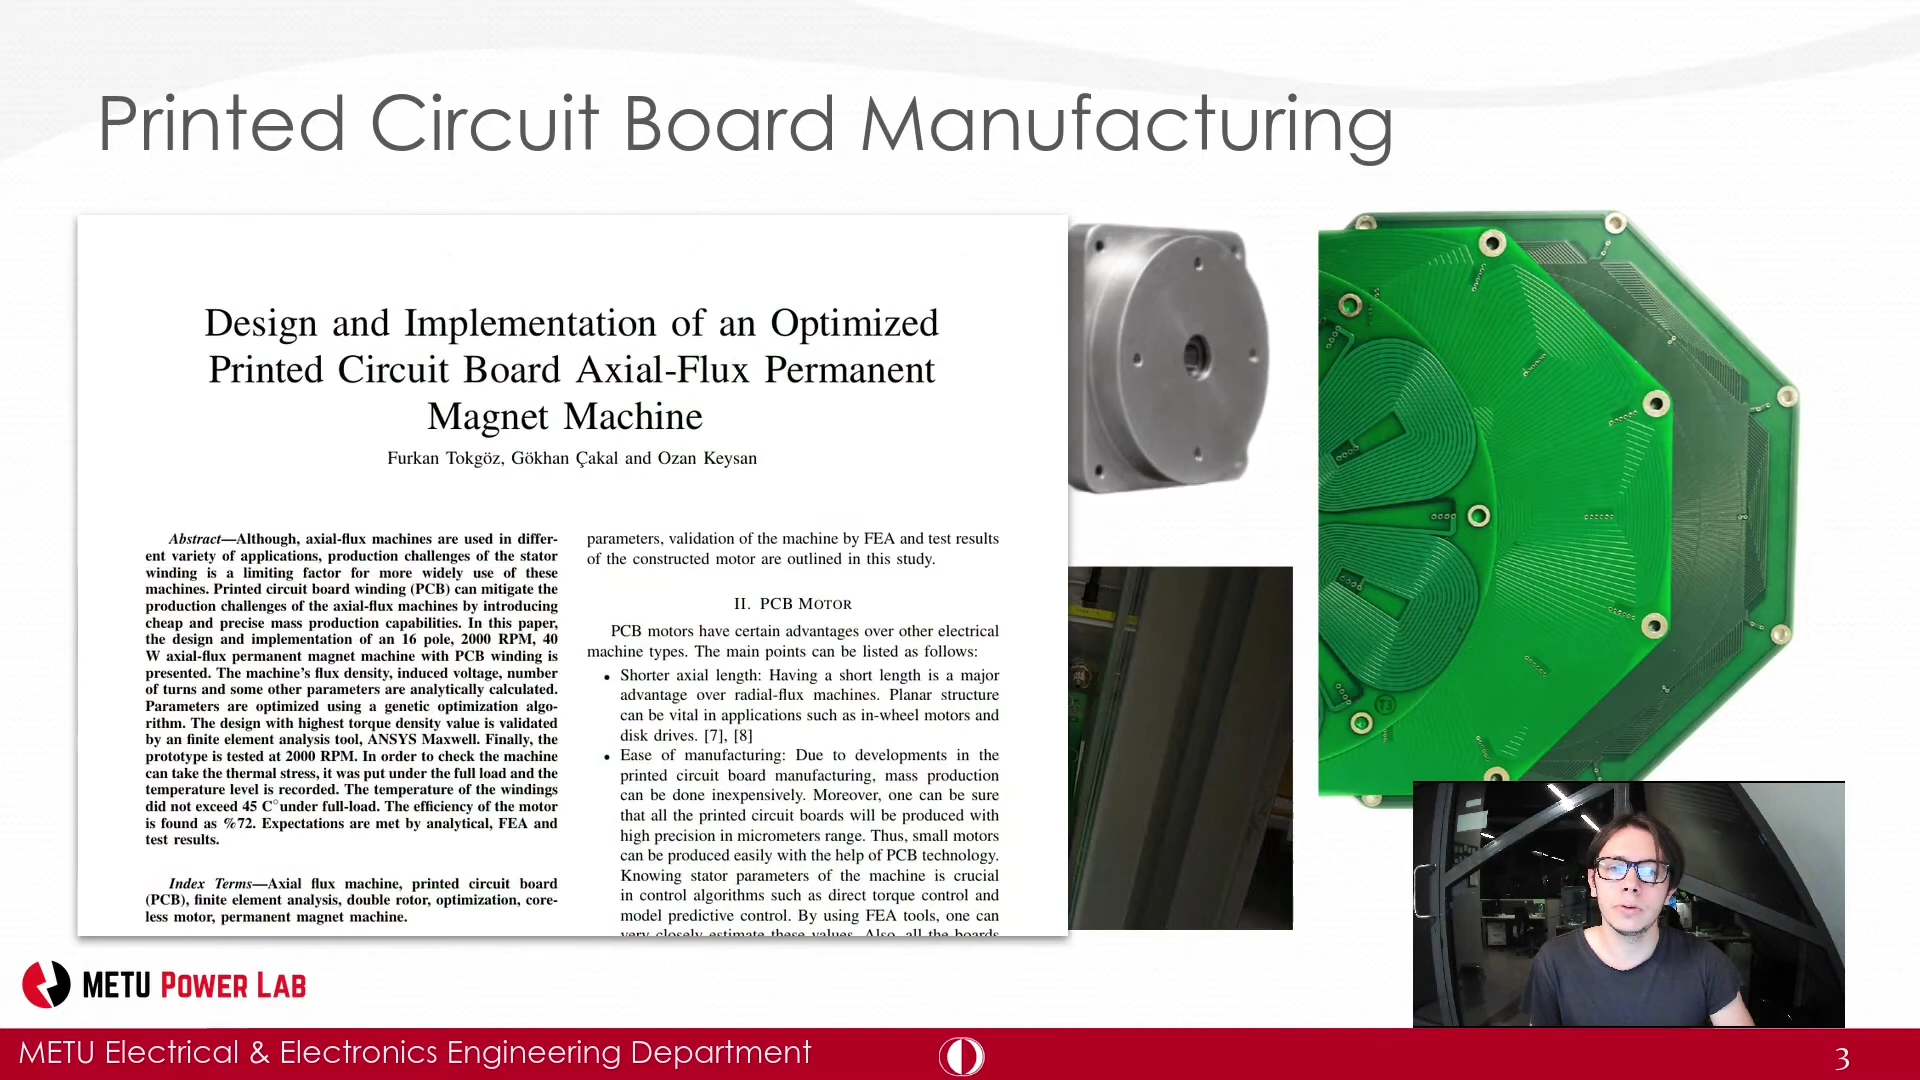 Printed Circuit Board Manufacturing
Design and Implementation of an Optimized
Printed Circuit Board Axial-Flux Permanent
Magnet Machine
Furkan Tokgöz, Gökhan Çakal and Ozan Keysan
Abstract—Although, axial-flux machines are used in differ-
ent variety of applications, production challenges of the stator
winding is a limiting factor for more widely use of these
machines. Printed circuit board winding (PCB) can mitigate the
production challenges of the axial-flux machines by introducing
cheap and precise mass production capabilities. In this paper,
the design and implementation of an 16 pole, 2000 RPM, 40
W axial-flux permanent magnet machine with PCB winding is
presented. The machine's flux density, induced voltage, number
of turns and some other parameters are analytically calculated.
Parameters are optimized using a genetic optimization algo-
rithm. The design with highest torque density value is validated
by an finite element analysis tool, ANSYS Maxwell. Finally, the
prototype is tested at 2000 RPM. In order to check the machine
can take the thermal stress, it was put under the full load and the
temperature level is recorded. The temperature of the windings
did not exceed 45 C°under full-load. The efficiency of the motor
is found as %72. Expectations are met by analytical, FEA and
test results.
Index Terms—Axial flux machine, printed circuit board
(PCB), finite element analysis, double rotor, optimization, core-
less motor, permanent magnet machine.
parameters, validation of the machine by FEA and test results
of the constructed motor are outlined in this study.
II. PCB MOTOR
PCB motors have certain advantages over other electrical
machine types. The main points can be listed as follows:
• Shorter axial length: Having a short length is a major
advantage over radial-flux machines. Planar structure
can be vital in applications such as in-wheel motors and
disk drives. [7], [8]
• Ease of manufacturing: Due to developments in the
printed circuit board manufacturing, mass production
can be done inexpensively. Moreover, one can be sure
that all the printed circuit boards will be produced with
high precision in micrometers range. Thus, small motors
can be produced easily with the help of PCB technology.
Knowing stator parameters of the machine is crucial
in control algorithms such as direct torque control and
model predictive control. By using FEA tools, one can
very closely estimate these values. Also, all the boards
T3
METU POWER LAB
METU Electrical & Electronics Engineering Department
3